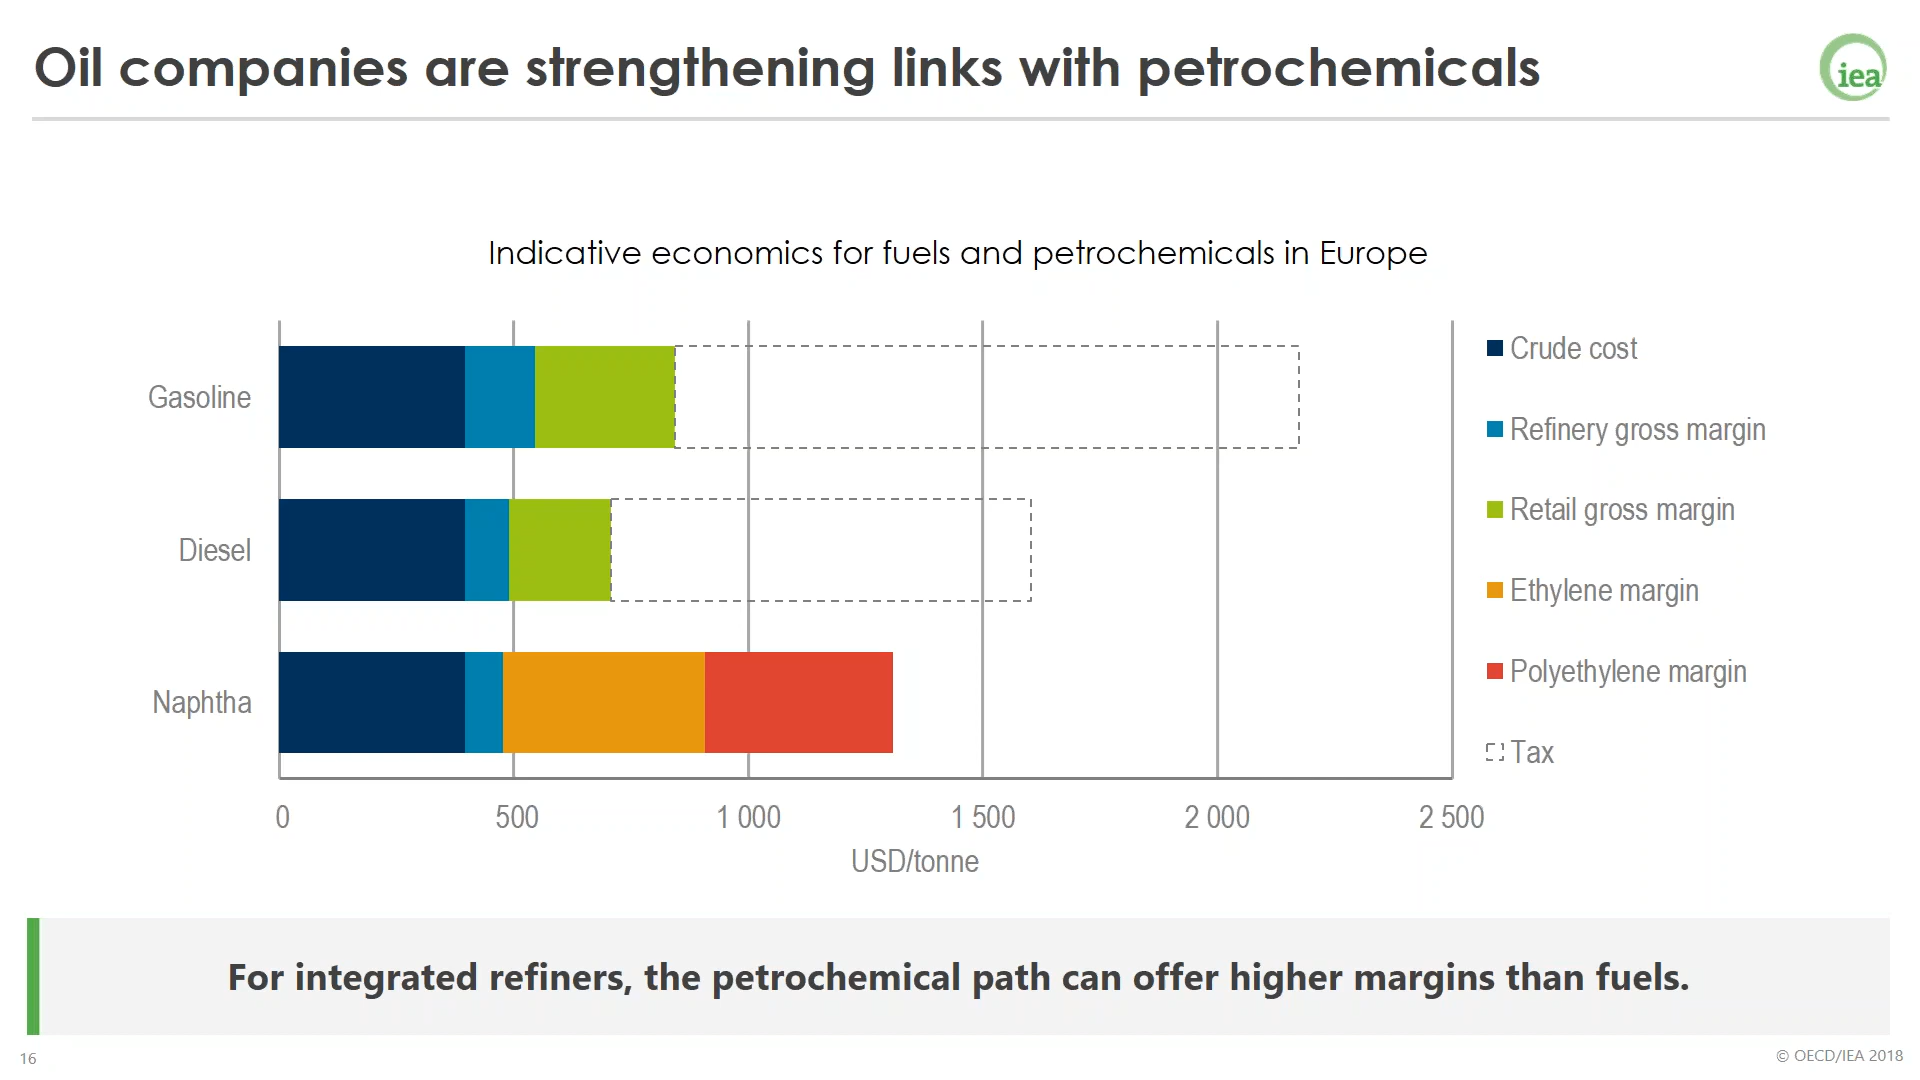 Oil companies are strengthening links with petrochemicals
iea
Indicative economics for fuels and petrochemicals in Europe
Gasoline
Diesel
Naphtha
0 500 1 000 1 500 2 000 2 500
USD/tonne
Crude cost
Refinery gross margin
Retail gross margin
Ethylene margin
Polyethylene margin
Tax
For integrated refiners, the petrochemical path can offer higher margins than fuels.
16
© OECD/IEA 2018